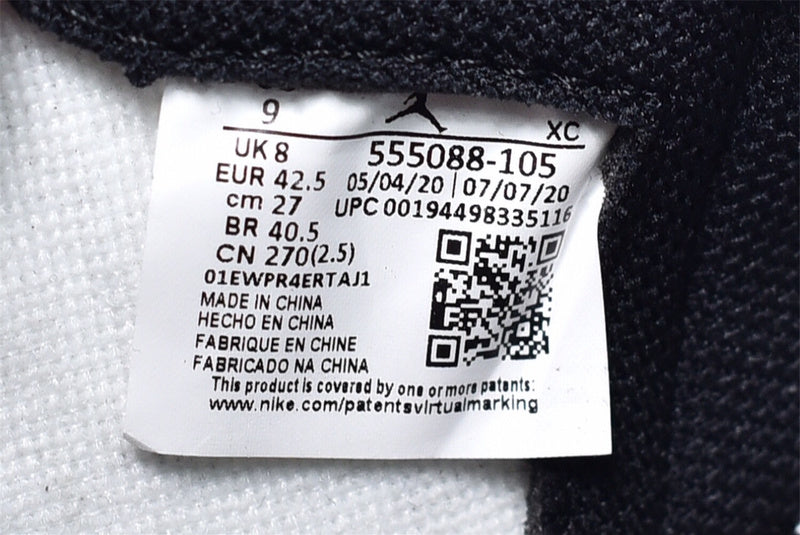 9
XC
UK 8
555088-105
EUR 42.5
05/04/20 | 07/07/20
cm 27
UPC 00194498335116
BR 40.5
CN 270(2.5)
01EWPR4ERTAJ1
MADE IN CHINA
HECHO EN CHINA
FABRIQUE EN CHINE
FABRICADO NA CHINA
This product is covered by one or more patents:
www.nike.com/patentsvirtualmarking